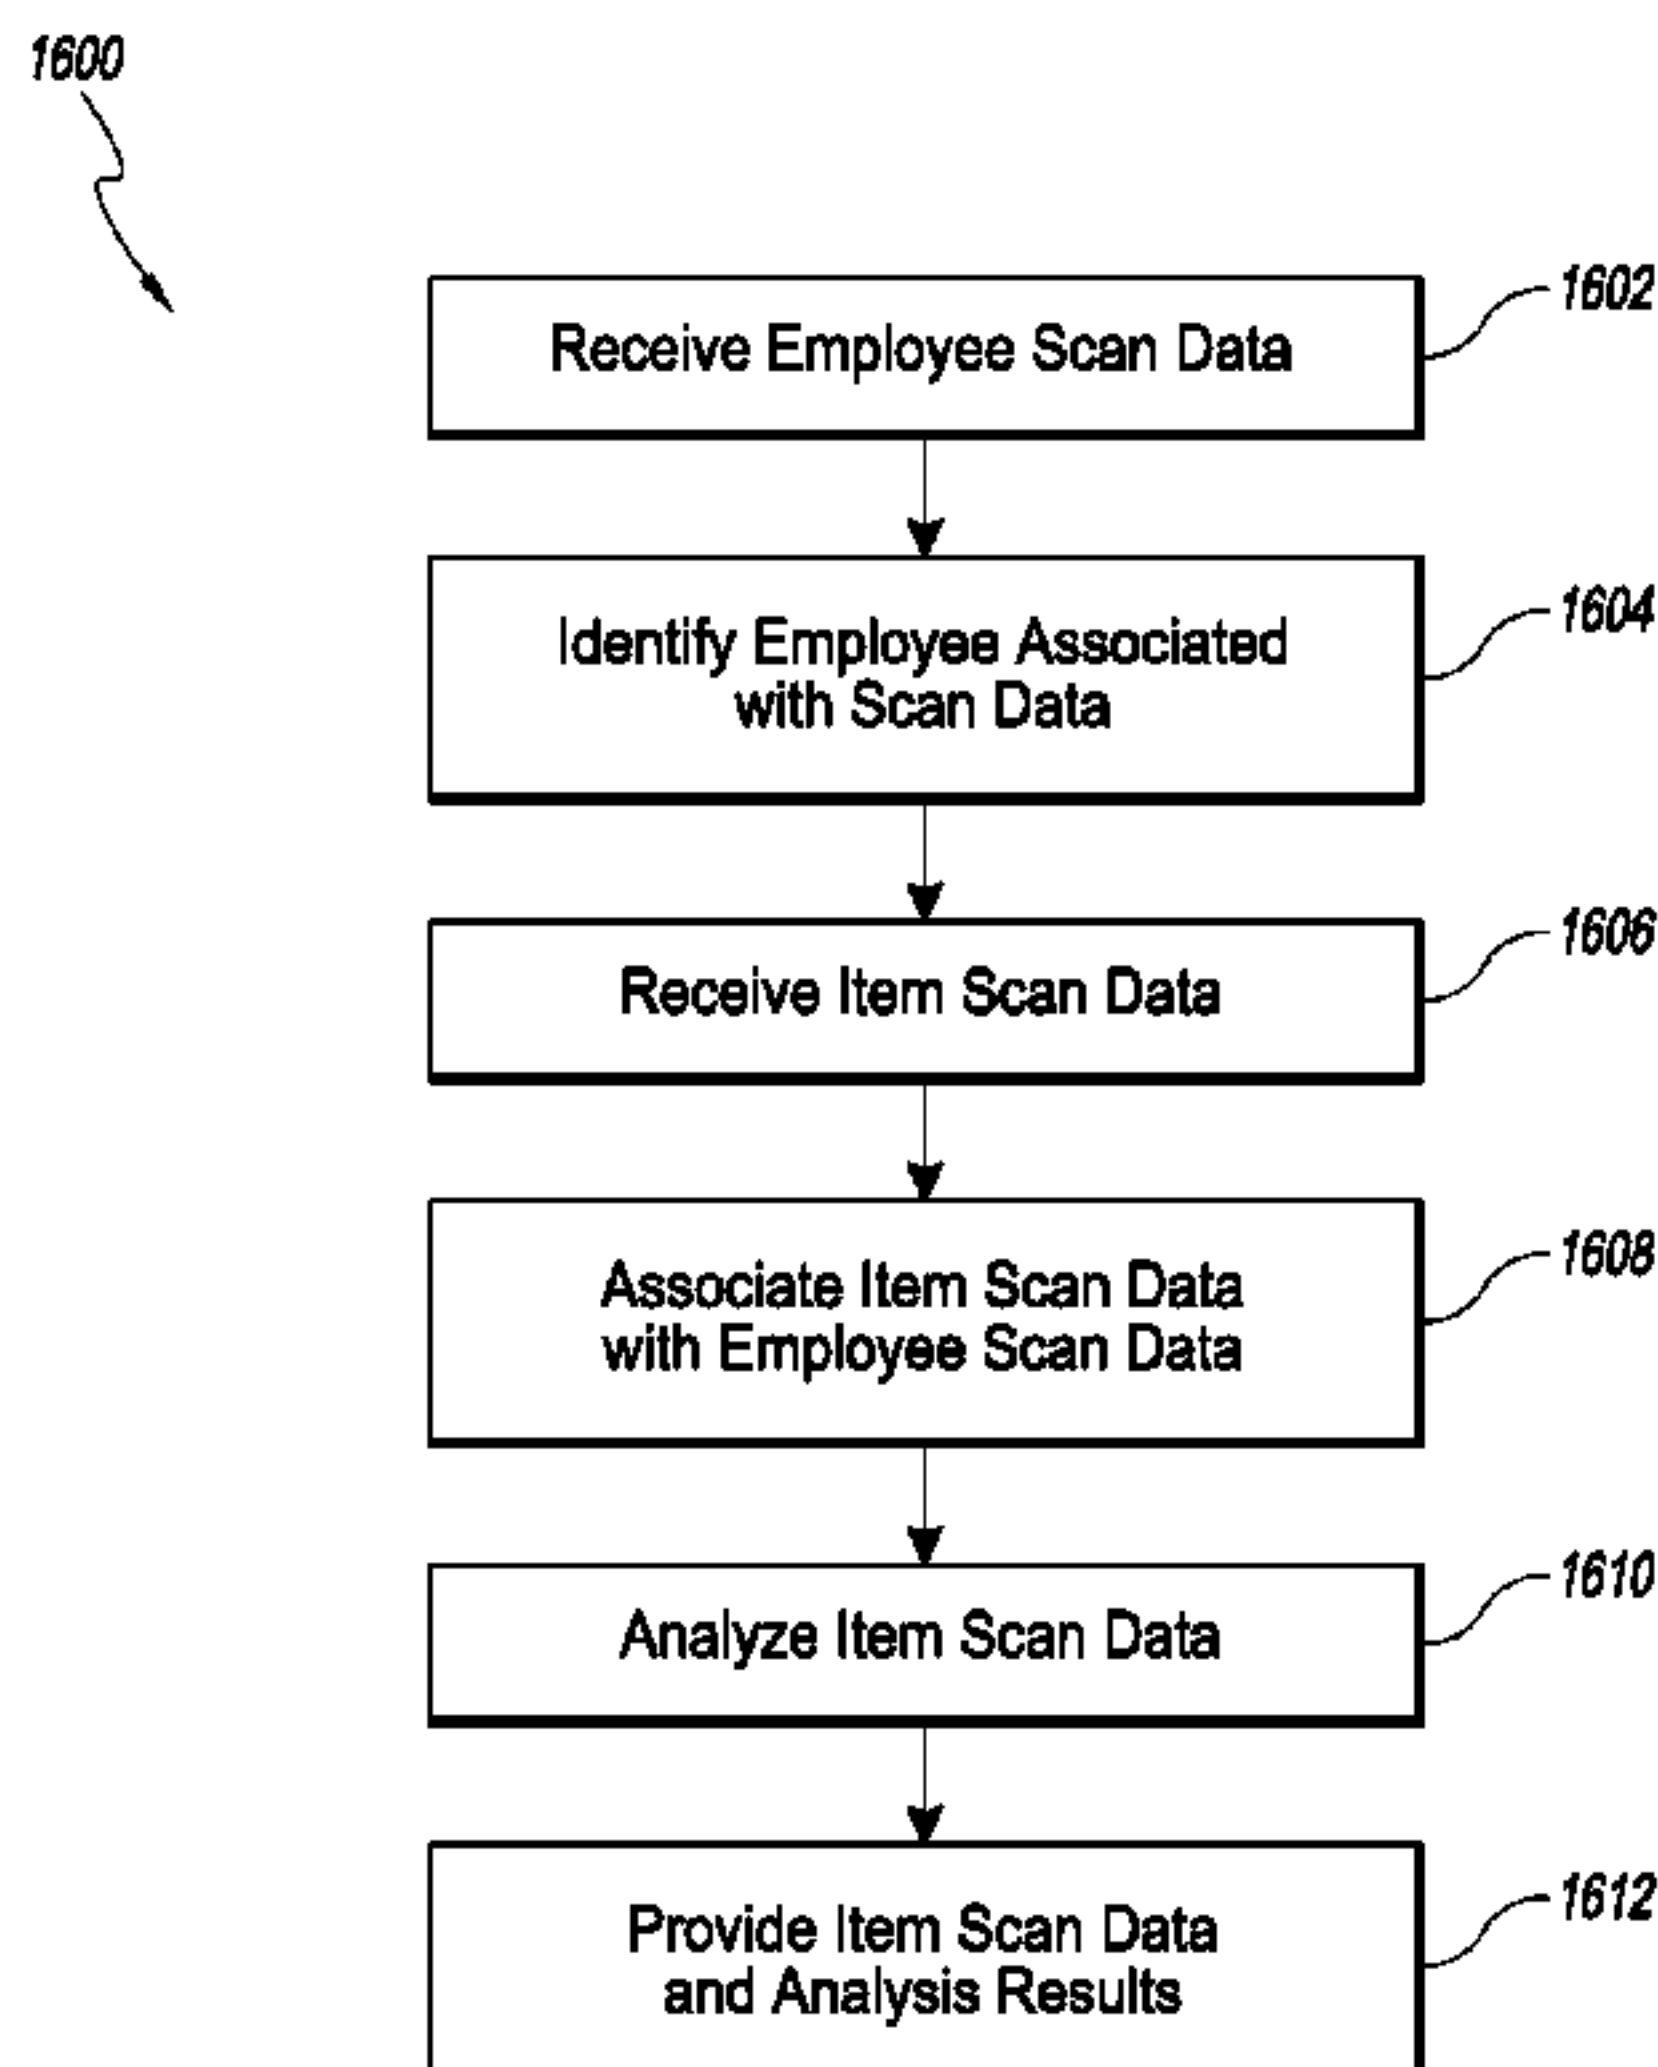 1600
Receive Employee Scan Data
1602
Identify Employee Associated
with Scan Data
1604
Receive Item Scan Data
1606
Associate Item Scan Data
with Employee Scan Data
1608
Analyze Item Scan Data
1610
Provide Item Scan Data
and Analysis Results
1612